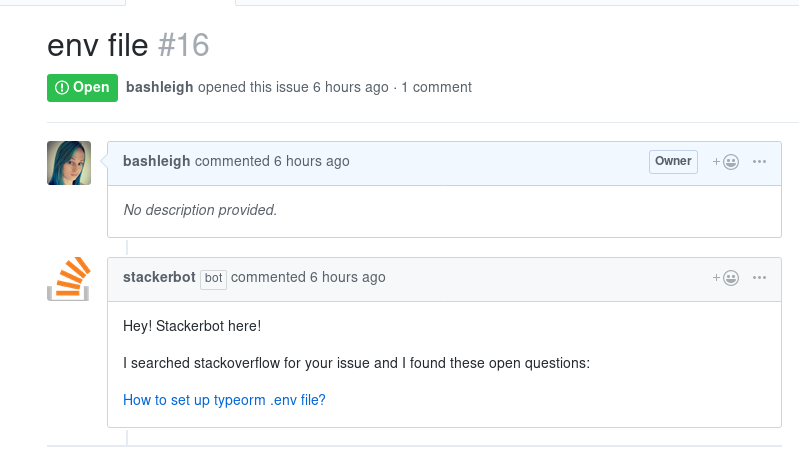 env file #16
Open bashleigh opened this issue 6 hours ago · 1 comment
bashleigh commented 6 hours ago Owner
No description provided.
stackerbot bot commented 6 hours ago
Hey! Stackerbot here!
I searched stackoverflow for your issue and I found these open questions:
How to set up typeorm .env file?